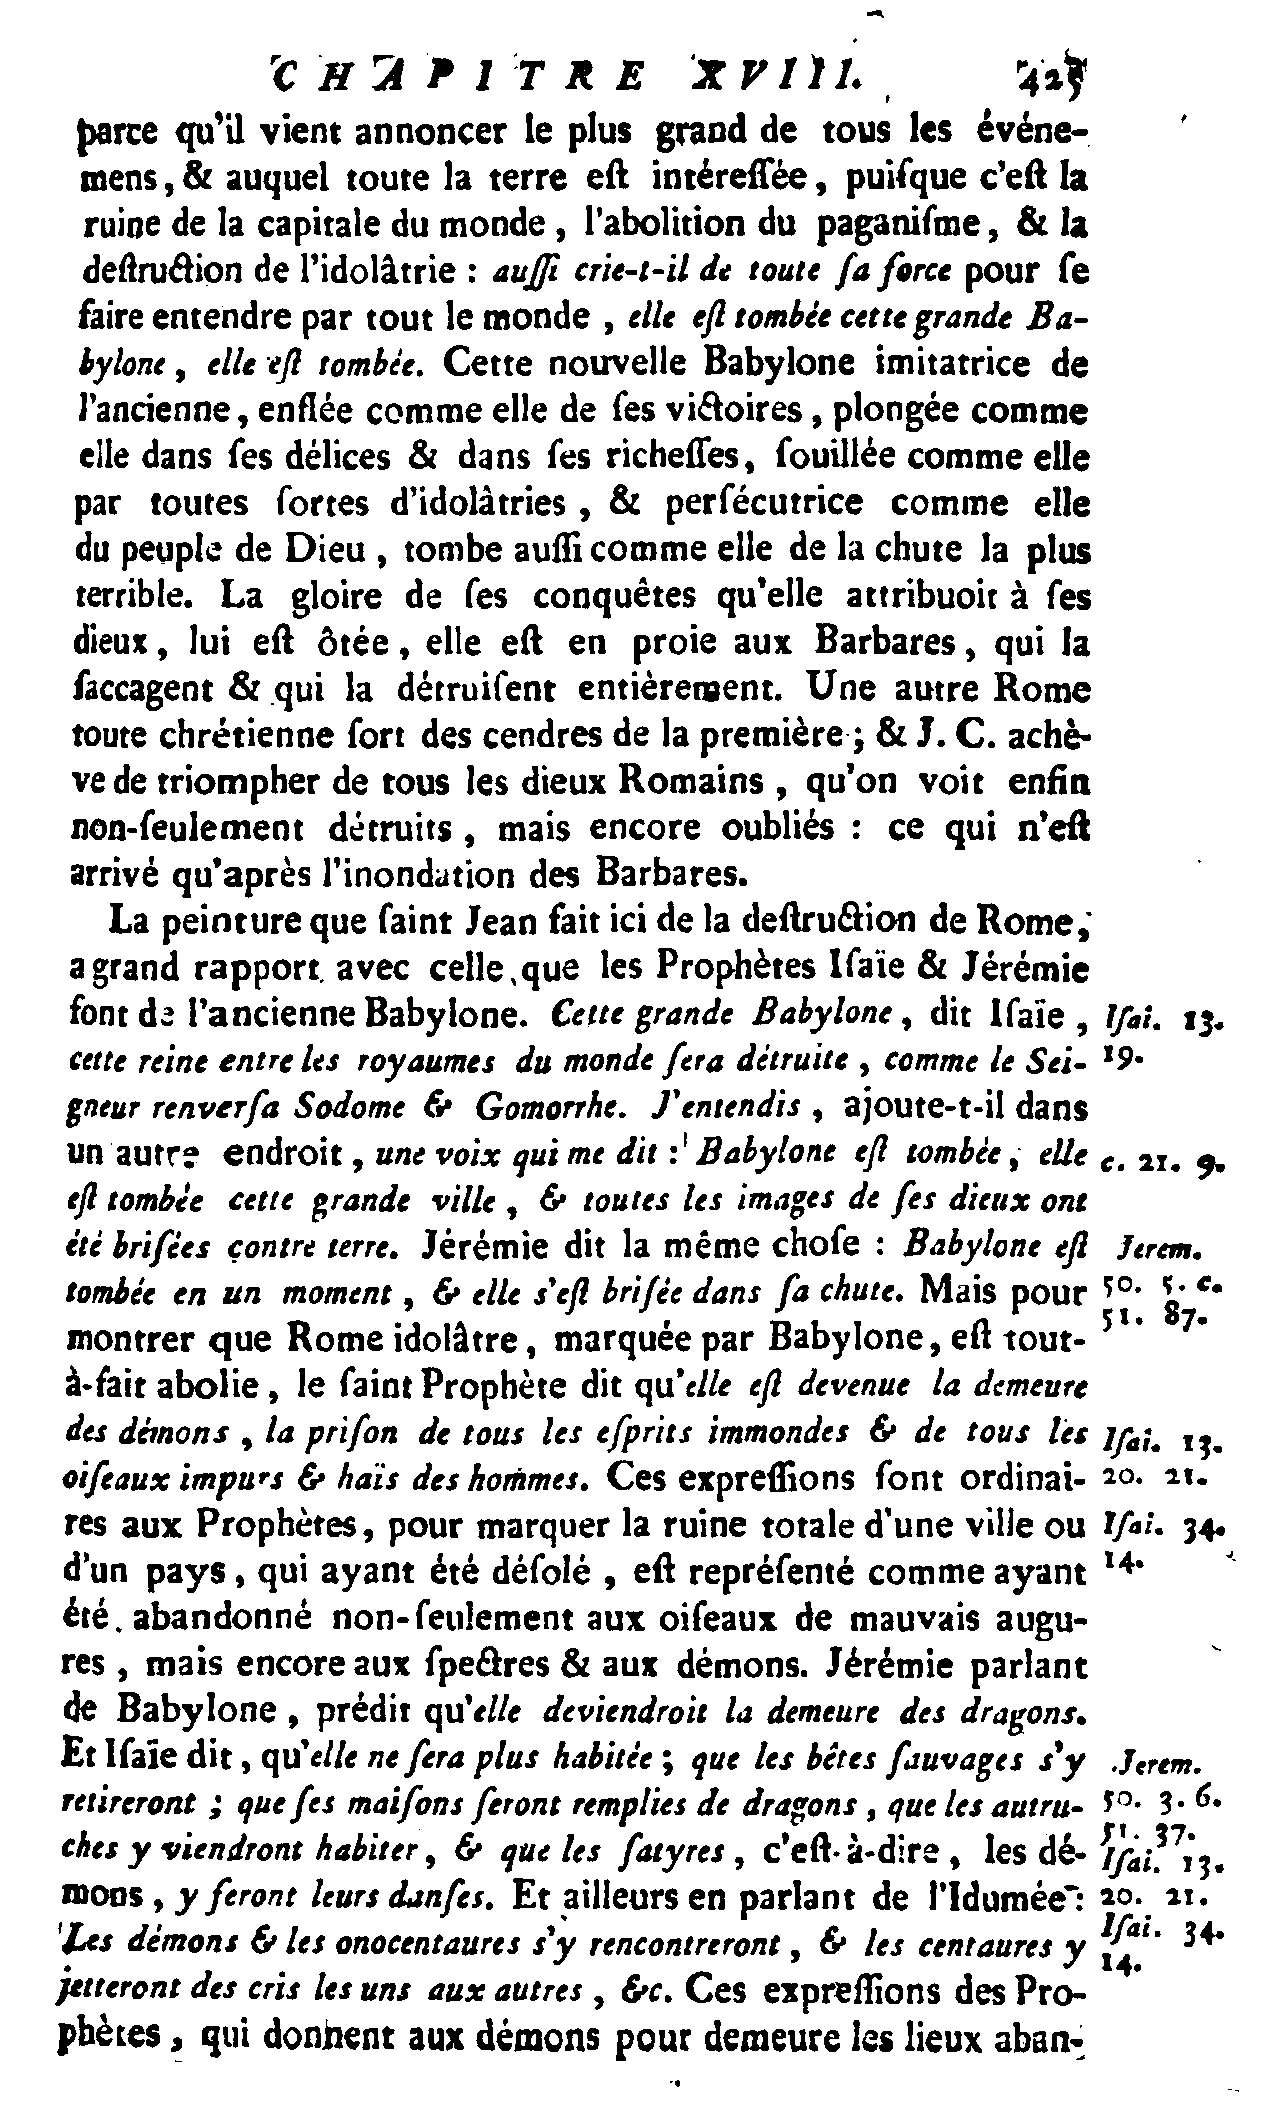 CHAPITRE XVIII. 425
parce qu'il vient annoncer le plus grand de tous les événe-
mens, & auquel toute la terre eſt intéreſſée, puiſque c'eſt la
ruine de la capitale du monde, l'abolition du paganiſme, & la
deſtruction de l'idolâtrie : auſſi crie-t-il de toute ſa force pour ſe
faire entendre par tout le monde, elle eſt tombée cette grande Ba-
bylone, elle eſt tombée. Cette nouvelle Babylone imitatrice de
l'ancienne, enflée comme elle de ſes victoires, plongée comme
elle dans ſes délices & dans ſes richeſſes, ſouillée comme elle
par toutes ſortes d'idolâtries, & perſécutrice comme elle
du peuple de Dieu, tombe auſſi comme elle de la chute la plus
terrible. La gloire de ſes conquêtes qu'elle attribuoit à ſes
dieux, lui eſt ôtée, elle eſt en proie aux Barbares, qui la
ſaccagent & qui la détruiſent entièrement. Une autre Rome
toute chrétienne ſort des cendres de la première ; & J. C. achè-
ve de triompher de tous les dieux Romains, qu'on voit enfin
non-ſeulement détruits, mais encore oubliés : ce qui n'eſt
arrivé qu'après l'inondation des Barbares.
La peinture que ſaint Jean fait ici de la deſtruction de Rome,
a grand rapport avec celle que les Prophètes Iſaïe & Jérémie
font de l'ancienne Babylone. Cette grande Babylone, dit Iſaïe, Iſai. 13.
cette reine entre les royaumes du monde ſera détruite, comme le Sei- 19.
gneur renverſa Sodome & Gomorrhe. J'entendis, ajoute-t-il dans
un autre endroit, une voix qui me dit : Babylone eſt tombée, elle c. 21. 9.
eſt tombée cette grande ville, & toutes les images de ſes dieux ont
été briſées contre terre. Jérémie dit la même choſe : Babylone eſt Jerem.
tombée en un moment, & elle s'eſt briſée dans ſa chute. Mais pour 50. 5. c.
montrer que Rome idolâtre, marquée par Babylone, eſt tout- 51. 87.
à-fait abolie, le ſaint Prophète dit qu'elle eſt devenue la demeure
des démons, la priſon de tous les eſprits immondes & de tous les Iſai. 13.
oiſeaux impurs & haïs des hommes. Ces expreſſions ſont ordinai- 20. 21.
res aux Prophètes, pour marquer la ruine totale d'une ville ou Iſai. 34.
d'un pays, qui ayant été déſolé, eſt repréſenté comme ayant 14.
été abandonné non-ſeulement aux oiſeaux de mauvais augu-
res, mais encore aux ſpectres & aux démons. Jérémie parlant
de Babylone, prédit qu'elle deviendroit la demeure des dragons.
Et Iſaïe dit, qu'elle ne ſera plus habitée ; que les bêtes ſauvages s'y Jerem.
retireront ; que ſes maiſons ſeront remplies de dragons, que les autru- 50. 3. 6.
ches y viendront habiter, & que les ſatyres, c'eſt-à-dire, les dé- 51. 37. Iſai. 13.
mons, y feront leurs danſes. Et ailleurs en parlant de l'Idumée : 20. 21.
Les démons & les onocentaures s'y rencontreront, & les centaures y Iſai. 34.
jetteront des cris les uns aux autres, &c. Ces expreſſions des Pro- 14.
phètes, qui donnent aux démons pour demeure les lieux aban-